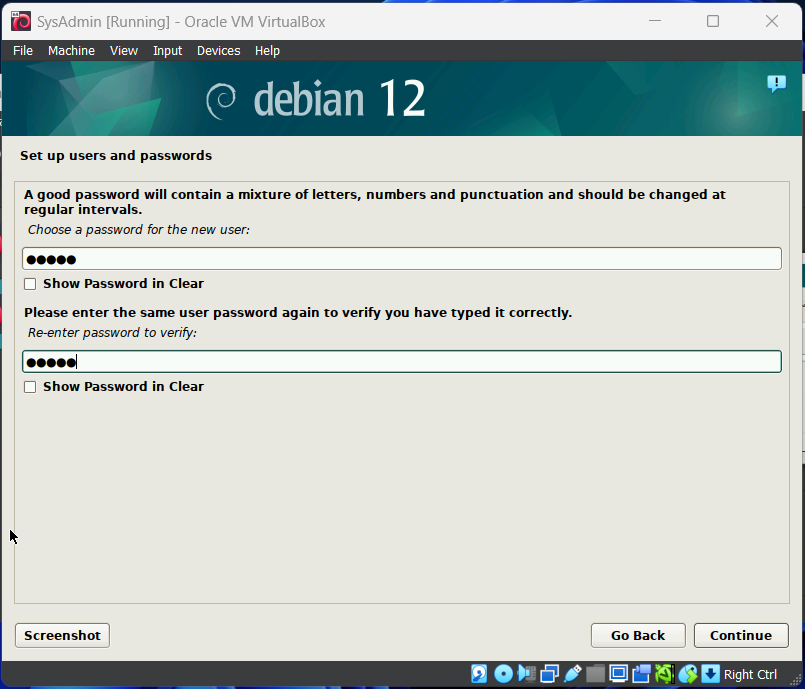 SysAdmin [Running] - Oracle VM VirtualBox
File Machine View Input Devices Help
debian 12
Set up users and passwords
A good password will contain a mixture of letters, numbers and punctuation and should be changed at
regular intervals.
Choose a password for the new user:
●●●●●
Show Password in Clear
Please enter the same user password again to verify you have typed it correctly.
Re-enter password to verify:
●●●●●
Show Password in Clear
Screenshot
Go Back
Continue
Right Ctrl